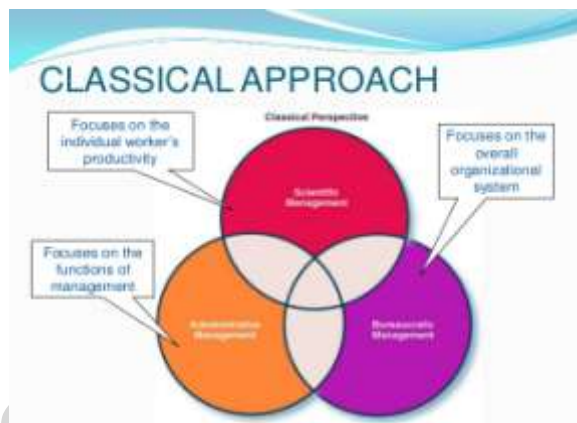 CLASSICAL APPROACH
Classical Perspective
Focuses on the
individual worker's
productivity
Focuses on the
overall
organizational
system
Scientific
Management
Focuses on the
functions of
management
Administrative
Management
Bureaucratic
Management